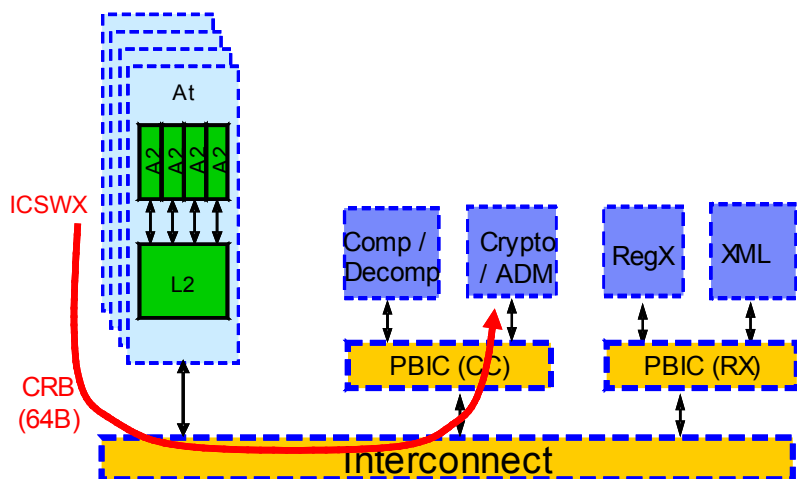 At
A2 A2 A2 A2
ICSWX
L2
Comp /
Decomp
Crypto
/ ADM
RegX
XML
PBIC (CC)
PBIC (RX)
CRB
(64B)
Interconnect